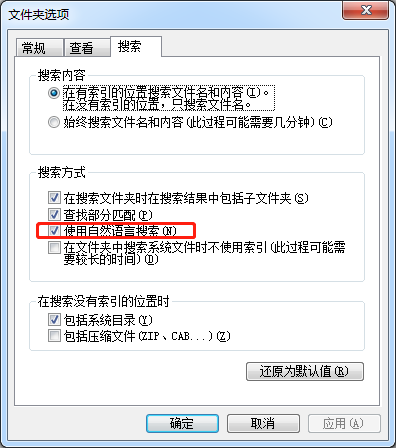 文件夹选项
常规
查看
搜索
搜索内容
在有索引的位置搜索文件名和内容(I)。
在没有索引的位置，只搜索文件名。
始终搜索文件名和内容(此过程可能需要几分钟)(C)
搜索方式
在搜索文件夹时在搜索结果中包括子文件夹(S)
查找部分匹配(P)
使用自然语言搜索(N)
在文件夹中搜索系统文件时不使用索引(此过程可能需
要较长的时间)(D)
在搜索没有索引的位置时
包括系统目录(Y)
包括压缩文件(ZIP、CAB...)(Z)
还原为默认值(R)
确定
取消
应用(A)